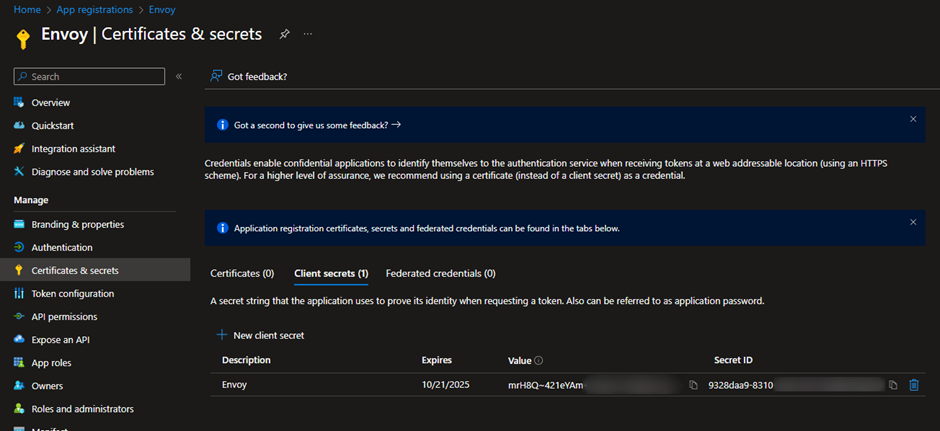 Home > App registrations > Envoy
Envoy | Certificates & secrets
Search
«
Overview
Quickstart
Integration assistant
Diagnose and solve problems
Manage
Branding & properties
Authentication
Certificates & secrets
Token configuration
API permissions
Expose an API
App roles
Owners
Roles and administrators
Manifest
Got feedback?
Got a second to give us some feedback? →
Credentials enable confidential applications to identify themselves to the authentication service when receiving tokens at a web addressable location (using an HTTPS
scheme). For a higher level of assurance, we recommend using a certificate (instead of a client secret) as a credential.
Application registration certificates, secrets and federated credentials can be found in the tabs below.
Certificates (0) Client secrets (1) Federated credentials (0)
A secret string that the application uses to prove its identity when requesting a token. Also can be referred to as application password.
New client secret
Description Expires Value Secret ID
Envoy 10/21/2025 mrH8Q~421eYAm 9328daa9-8310